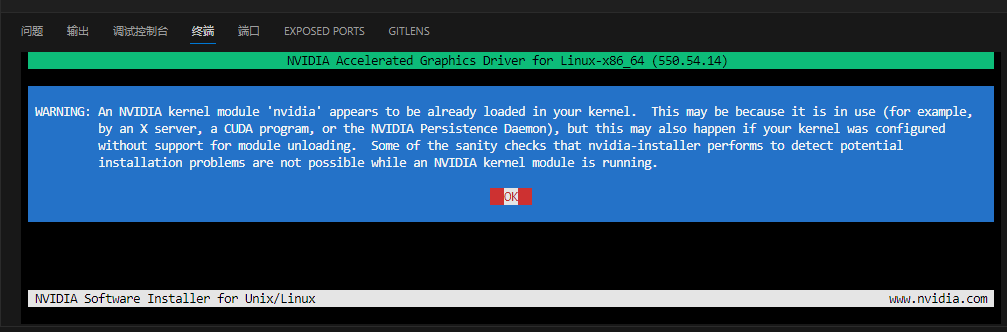 问题 输出 调试控制台 终端 端口 EXPOSED PORTS GITLENS
NVIDIA Accelerated Graphics Driver for Linux-x86_64 (550.54.14)
WARNING: An NVIDIA kernel module 'nvidia' appears to be already loaded in your kernel.  This may be because it is in use (for example,
by an X server, a CUDA program, or the NVIDIA Persistence Daemon), but this may also happen if your kernel was configured
without support for module unloading.  Some of the sanity checks that nvidia-installer performs to detect potential
installation problems are not possible while an NVIDIA kernel module is running.
OK
NVIDIA Software Installer for Unix/Linux www.nvidia.com